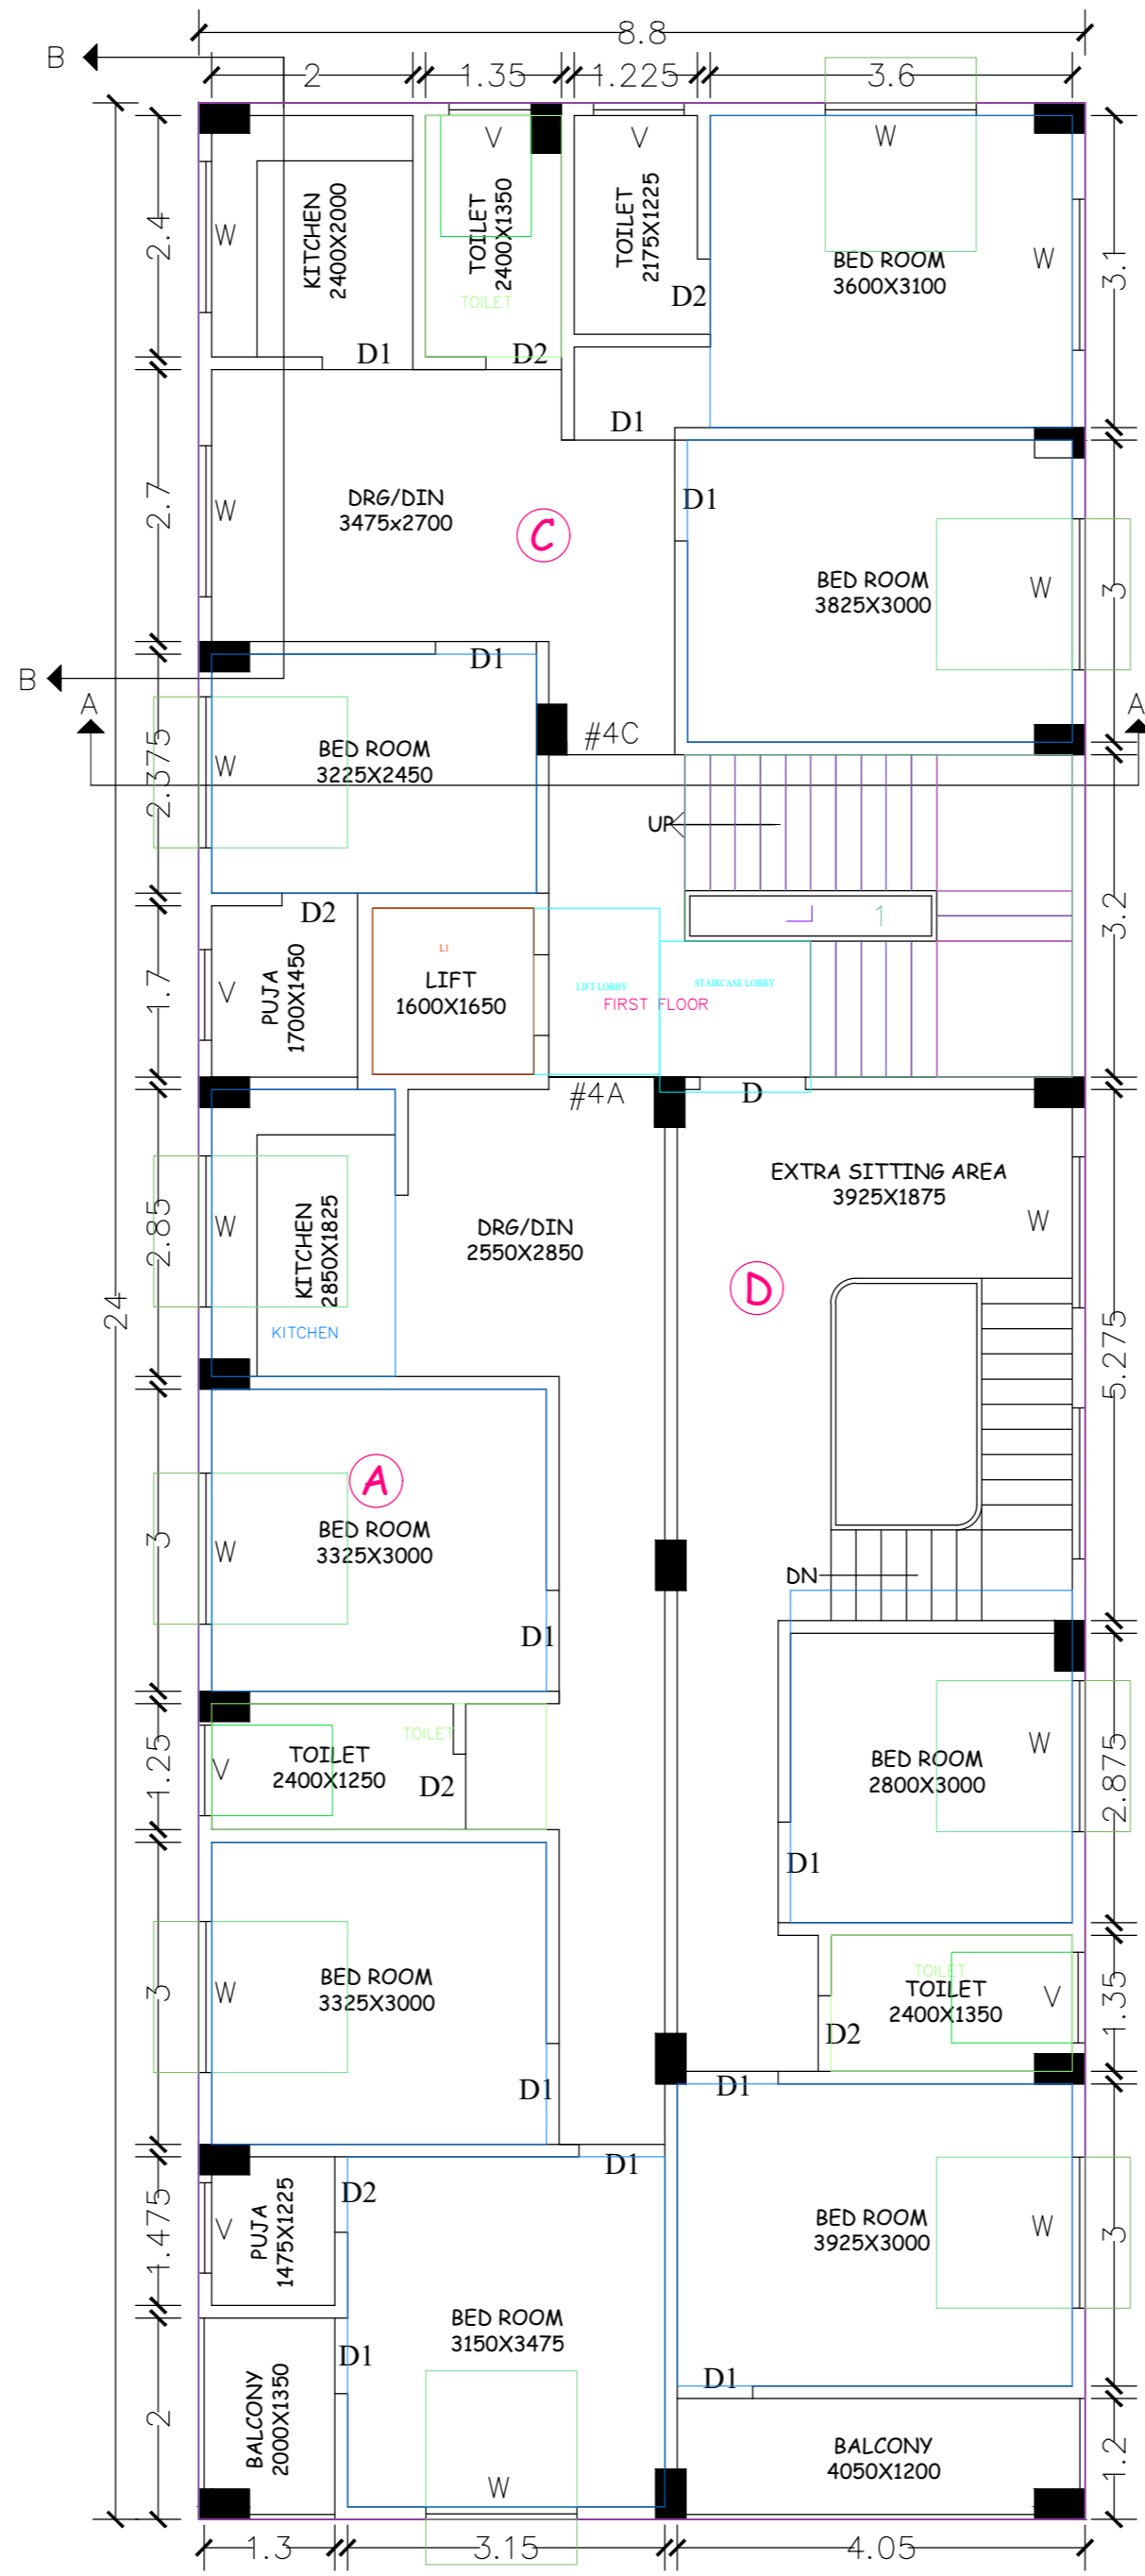 8.8
B
2
1.35
1.225
3.6
V
V
W
KITCHEN
2400X2000
TOILET
2400X1350
TOILET
2175X1225
2.4
W
BED ROOM
3600X3100
W
3.1
TOILET
D2
D1
D2
D1
2.7
DRG/DIN
3475x2700
W
C
D1
BED ROOM
3825X3000
W
3
D1
B
A
A
#4C
BED ROOM
3225X2450
W
2.375
UP
D2
1
3.2
L1
LIFT
1600X1650
LIFT LOBBY
STAIRCASE LOBBY
FIRST FLOOR
PUJA
1700X1450
V
1.7
#4A
D
EXTRA SITTING AREA
3925X1875
W
KITCHEN
2850X1825
W
2.85
DRG/DIN
2550X2850
D
24
KITCHEN
5.275
A
BED ROOM
3325X3000
W
3
DN
D1
TOILET
TOILET
2400X1250
V
D2
1.25
BED ROOM
2800X3000
W
2.875
D1
BED ROOM
3325X3000
W
3
TOILET
TOILET
2400X1350
V
1.35
D2
D1
D1
D1
D2
PUJA
1475X1225
V
1.475
BED ROOM
3925X3000
W
3
BED ROOM
3150X3475
D1
D1
BALCONY
2000X1350
2
BALCONY
4050X1200
1.2
W
1.3
3.15
4.05